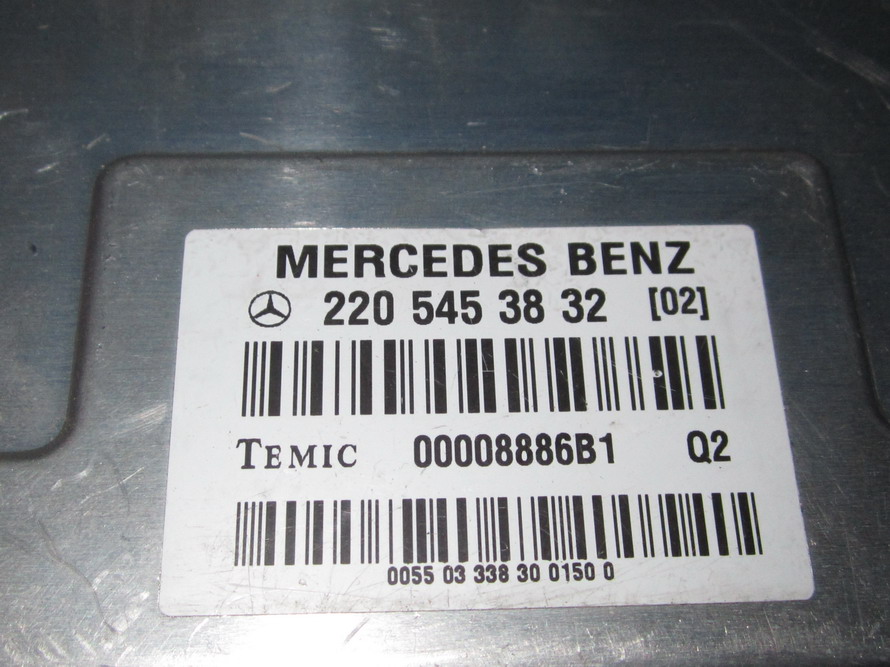 MERCEDES BENZ
220 545 38 32 [02]
TEMIC 00008886B1 Q2
0055 03 338 30 0150 0